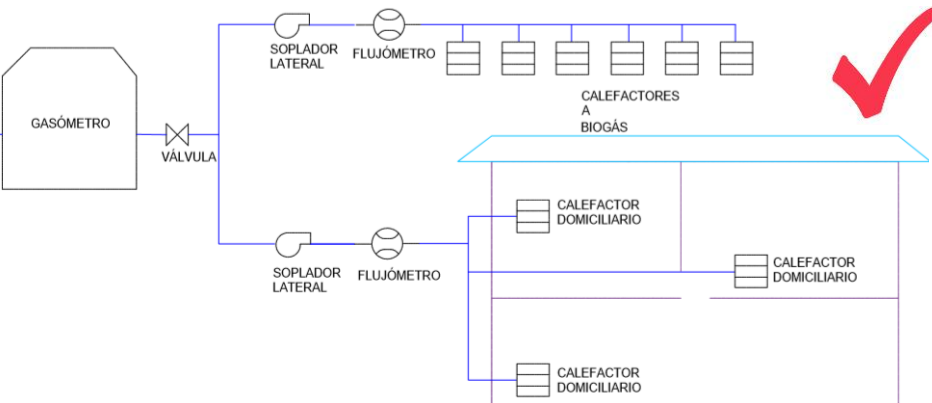 SOPLADOR
LATERAL
FLUJÓMETRO
GASÓMETRO
VÁLVULA
CALEFACTORES
A
BIOGÁS
SOPLADOR
LATERAL
FLUJÓMETRO
CALEFACTOR
DOMICILIARIO
CALEFACTOR
DOMICILIARIO
CALEFACTOR
DOMICILIARIO